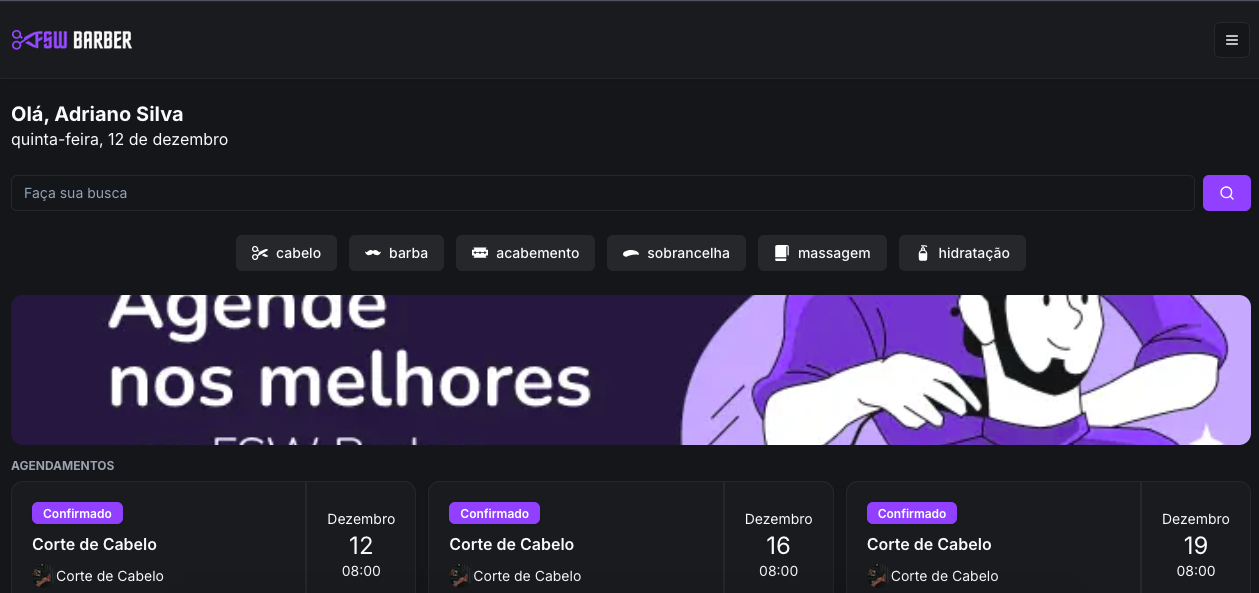 FSW BARBER
Olá, Adriano Silva
quinta-feira, 12 de dezembro
Faça sua busca
cabelo
barba
acabemento
sobrancelha
massagem
hidratação
Agende
nos melhores
AGENDAMENTOS
Confirmado
Corte de Cabelo
Corte de Cabelo
Dezembro
12
08:00
Confirmado
Corte de Cabelo
Corte de Cabelo
Dezembro
16
08:00
Confirmado
Corte de Cabelo
Corte de Cabelo
Dezembro
19
08:00